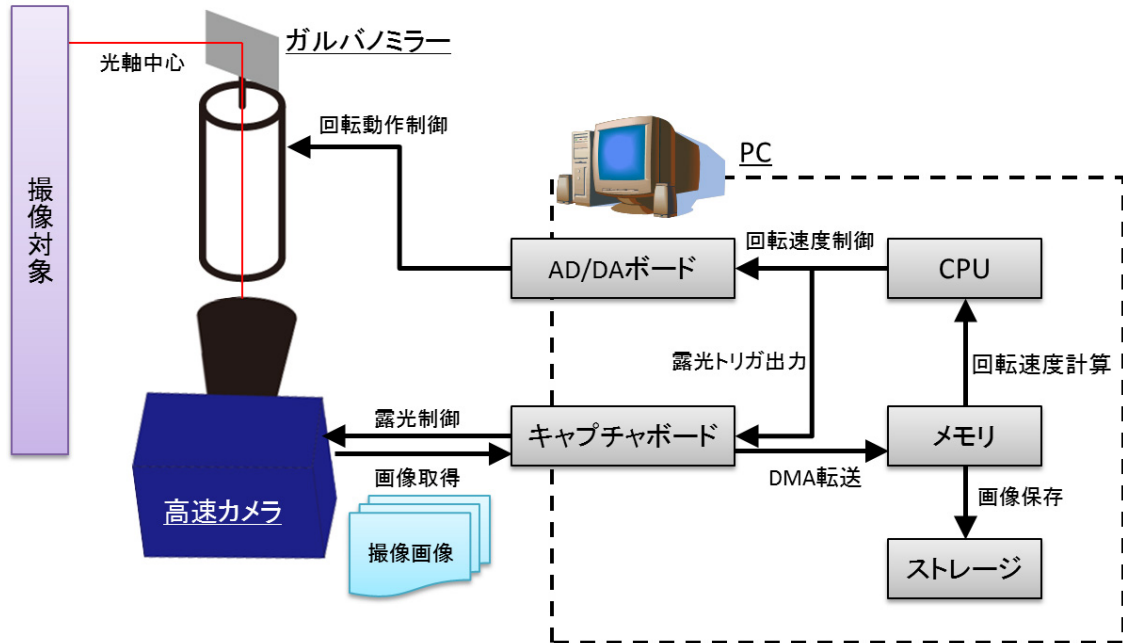 ガルバノミラー
光軸中心
回転動作制御
PC
撮像対象
AD/DAボード
回転速度制御
CPU
露光トリガ出力
回転速度計算
露光制御
キャプチャボード
メモリ
画像取得
DMA転送
高速カメラ
撮像画像
画像保存
ストレージ